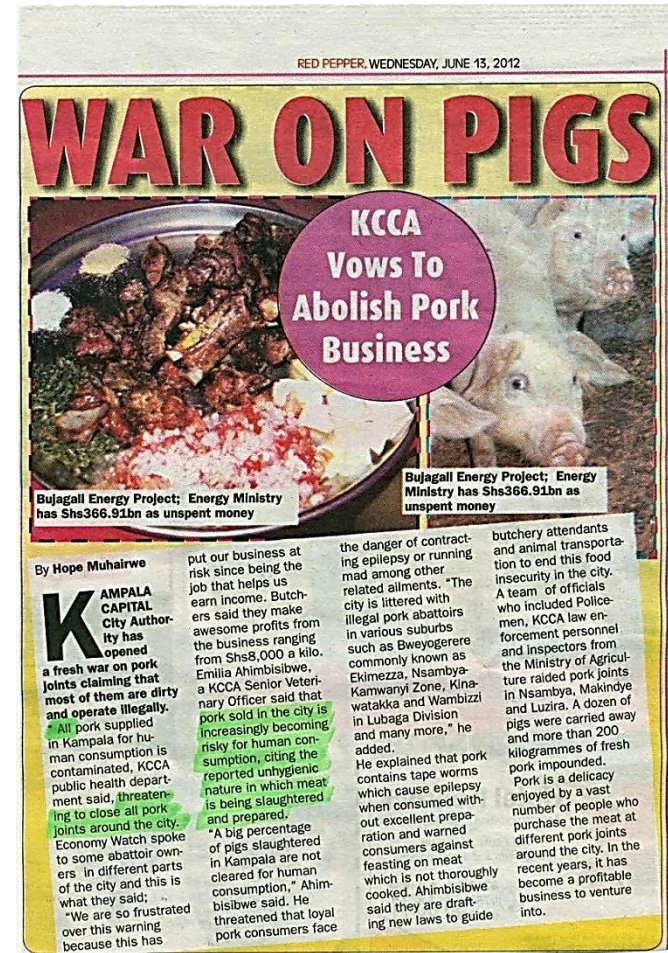 RED PEPPER, WEDNESDAY, JUNE 13, 2012
WAR ON PIGS
KCCA
Vows To
Abolish Pork
Business
Bujagali Energy Project; Energy Ministry
has Shs366.91bn as unspent money
Bujagali Energy Project; Energy
Ministry has Shs366.91bn as
unspent money
By Hope Muhairwe
KAMPALA
CAPITAL
City Author-
ity has
opened
a fresh war on pork
joints claiming that
most of them are dirty
and operate illegally.
" All pork supplied
in Kampala for hu-
man consumption is
contaminated, KCCA
public health depart-
ment said, threaten-
ing to close all pork
joints around the city.
Economy Watch spoke
to some abattoir own-
ers in different parts
of the city and this is
what they said;
"We are so frustrated
over this warning
because this has
put our business at
risk since being the
job that helps us
earn income. Butch-
ers said they make
awesome profits from
the business ranging
from Shs8,000 a kilo.
Emilia Ahimbisibwe,
a KCCA Senior Veteri-
nary Officer said that
pork sold in the city is
increasingly becoming
risky for human con-
sumption, citing the
reported unhygienic
nature in which meat
is being slaughtered
and prepared.
"A big percentage
of pigs slaughtered
in Kampala are not
cleared for human
consumption," Ahim-
bisibwe said. He
threatened that loyal
pork consumers face
the danger of contract-
ing epilepsy or running
mad among other
related ailments. "The
city is littered with
illegal pork abattoirs
in various suburbs
such as Bweyogerere
commonly known as
Ekimezza, Nsambya-
Kamwanyi Zone, Kina-
watakka and Wambizzi
in Lubaga Division
and many more," he
added.
He explained that pork
contains tape worms
which cause epilepsy
when consumed with-
out excellent prepa-
ration and warned
consumers against
feasting on meat
which is not thoroughly
cooked. Ahimbisibwe
said they are draft-
ing new laws to guide
butchery attendants
and animal transporta-
tion to end this food
insecurity in the city.
A team of officials
who included Police-
men, KCCA law en-
forcement personnel
and inspectors from
the Ministry of Agricul-
ture raided pork joints
in Nsambya, Makindye
and Luzira. A dozen of
pigs were carried away
and more than 200
kilogrammes of fresh
pork impounded.
Pork is a delicacy
enjoyed by a vast
number of people who
purchase the meat at
different pork joints
around the city. In the
recent years, it has
become a profitable
business to venture
into.